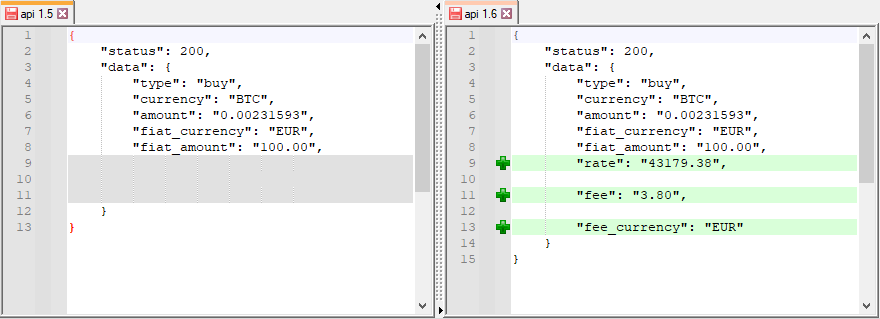 api 1.5
1 {
2 "status": 200,
3 "data": {
4 "type": "buy",
5 "currency": "BTC",
6 "amount": "0.00231593",
7 "fiat_currency": "EUR",
8 "fiat_amount": "100.00",
9
10
11
12 }
13 }
api 1.6
1 {
2 "status": 200,
3 "data": {
4 "type": "buy",
5 "currency": "BTC",
6 "amount": "0.00231593",
7 "fiat_currency": "EUR",
8 "fiat_amount": "100.00",
9 "rate": "43179.38",
10
11 "fee": "3.80",
12
13 "fee_currency": "EUR"
14 }
15 }